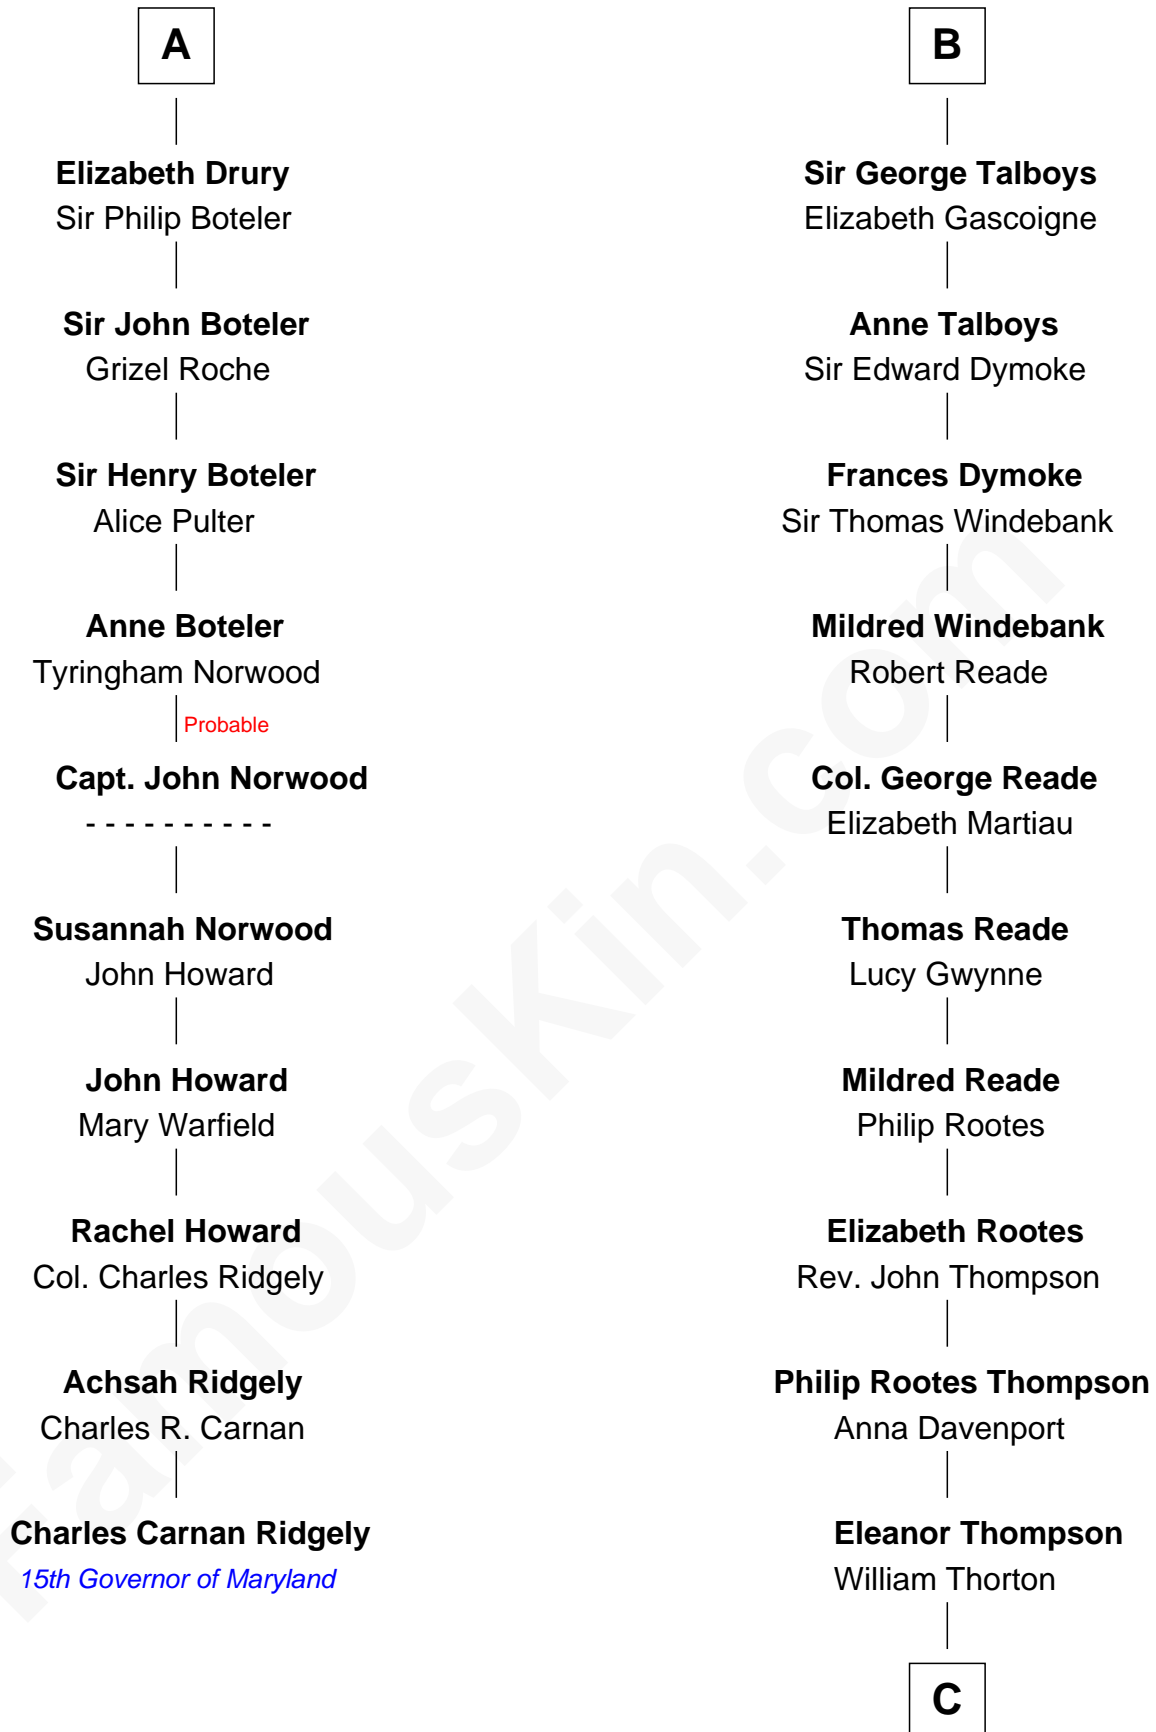 A
Elizabeth Drury
Sir Philip Boteler
Sir John Boteler
Grizel Roche
Sir Henry Boteler
Alice Pulter
Anne Boteler
Tyringham Norwood
Probable
Capt. John Norwood
- - - - - - - - - -
Susannah Norwood
John Howard
John Howard
Mary Warfield
Rachel Howard
Col. Charles Ridgely
Achsah Ridgely
Charles R. Carnan
Charles Carnan Ridgely
15th Governor of Maryland
B
Sir George Talboys
Elizabeth Gascoigne
Anne Talboys
Sir Edward Dymoke
Frances Dymoke
Sir Thomas Windebank
Mildred Windebank
Robert Reade
Col. George Reade
Elizabeth Martiau
Thomas Reade
Lucy Gwynne
Mildred Reade
Philip Rootes
Elizabeth Rootes
Rev. John Thompson
Philip Rootes Thompson
Anna Davenport
Eleanor Thompson
William Thorton
C
FamousKin.com